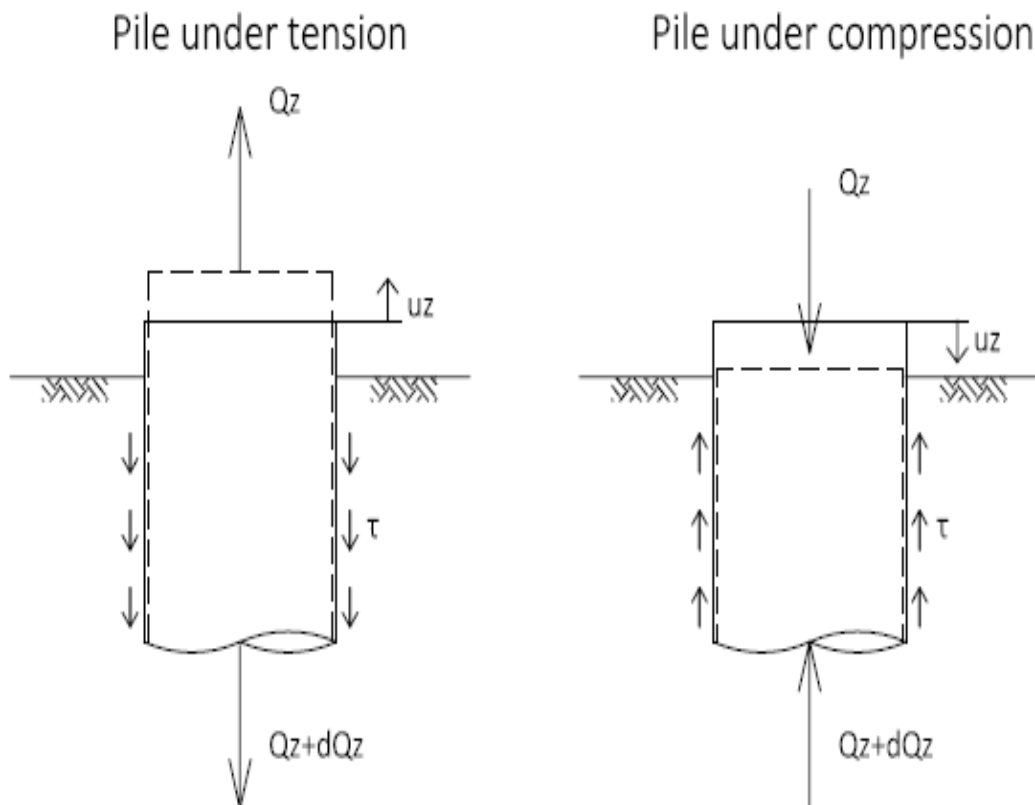 Pile under tension
Pile under compression
Qz
Qz
uz
uz
τ
τ
Qz+dQz
Qz+dQz